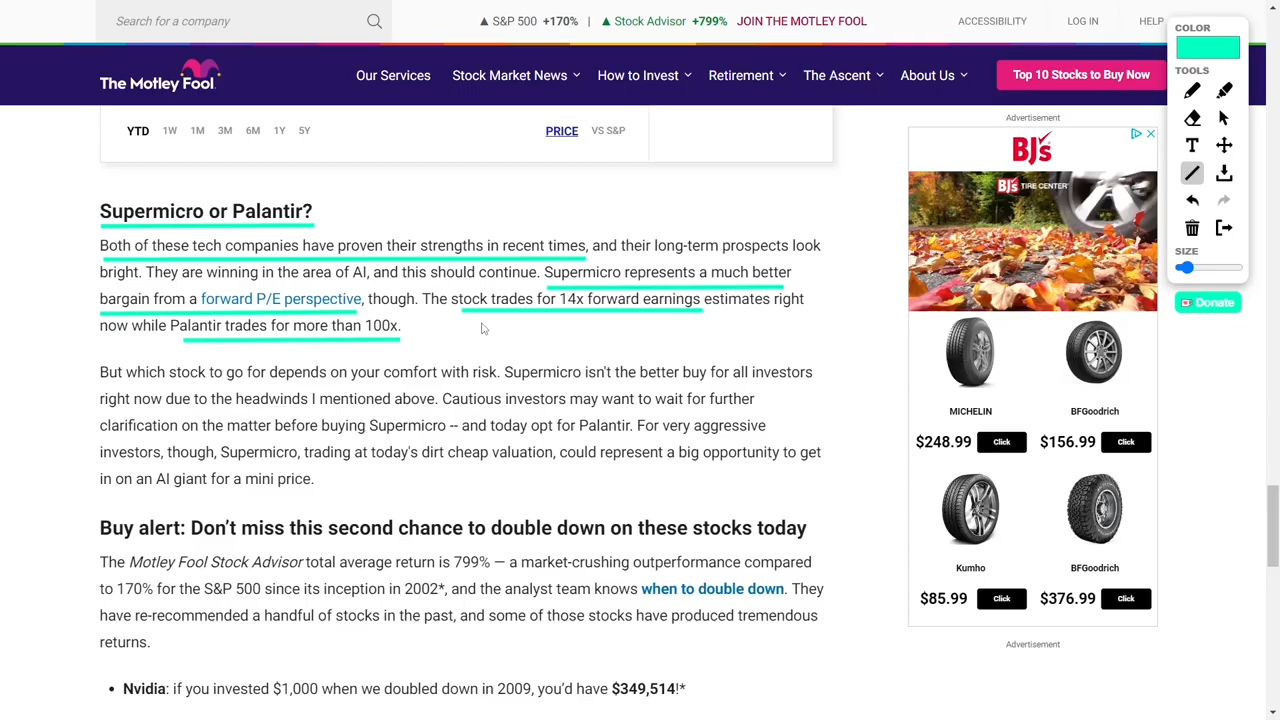 Search for a company
▲ S&P 500 +170% | ▲ Stock Advisor +799% JOIN THE MOTLEY FOOL
ACCESSIBILITY LOG IN HELP
COLOR
TOOLS
T
SIZE
Donate
The Motley Fool
Our Services Stock Market News How to Invest Retirement The Ascent About Us Top 10 Stocks to Buy Now
YTD 1W 1M 3M 6M 1Y 5Y PRICE VS S&P
Supermicro or Palantir?
Both of these tech companies have proven their strengths in recent times, and their long-term prospects look
bright. They are winning in the area of AI, and this should continue. Supermicro represents a much better
bargain from a forward P/E perspective, though. The stock trades for 14x forward earnings estimates right
now while Palantir trades for more than 100x.
But which stock to go for depends on your comfort with risk. Supermicro isn't the better buy for all investors
right now due to the headwinds I mentioned above. Cautious investors may want to wait for further
clarification on the matter before buying Supermicro -- and today opt for Palantir. For very aggressive
investors, though, Supermicro, trading at today's dirt cheap valuation, could represent a big opportunity to get
in on an AI giant for a mini price.
Buy alert: Don’t miss this second chance to double down on these stocks today
The Motley Fool Stock Advisor total average return is 799% — a market-crushing outperformance compared
to 170% for the S&P 500 since its inception in 2002*, and the analyst team knows when to double down. They
have re-recommended a handful of stocks in the past, and some of those stocks have produced tremendous
returns.
• Nvidia: if you invested $1,000 when we doubled down in 2009, you’d have $349,514!*
Advertisement
BJ's
BJ's TIRE CENTER
MICHELIN BFGoodrich
$248.99 Click $156.99 Click
Kumho BFGoodrich
$85.99 Click $376.99 Click
Advertisement